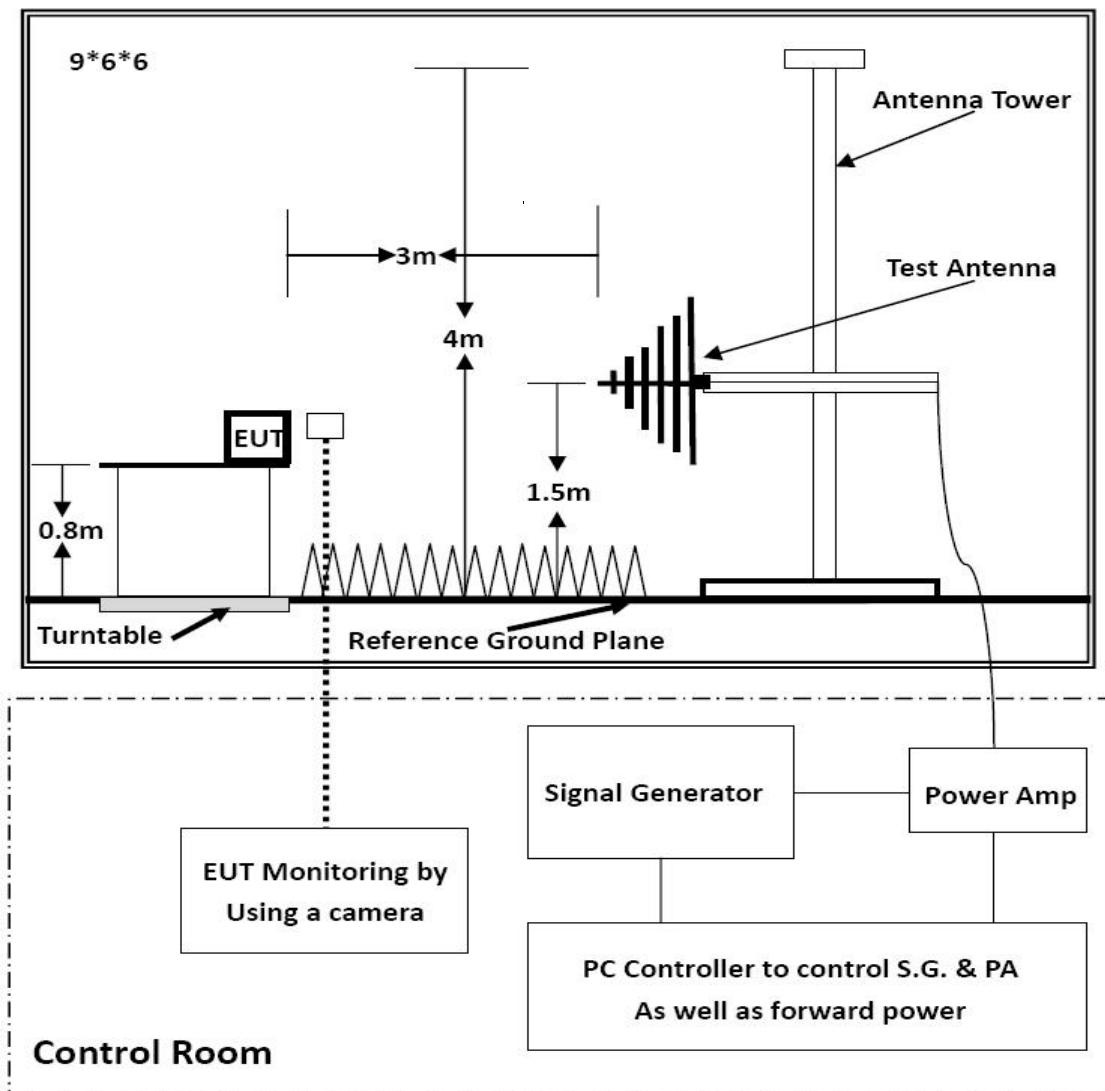 9*6*6
Antenna Tower
3m
Test Antenna
4m
EUT
1.5m
0.8m
Turntable
Reference Ground Plane
Signal Generator
Power Amp
EUT Monitoring by
Using a camera
PC Controller to control S.G. & PA
As well as forward power
Control Room